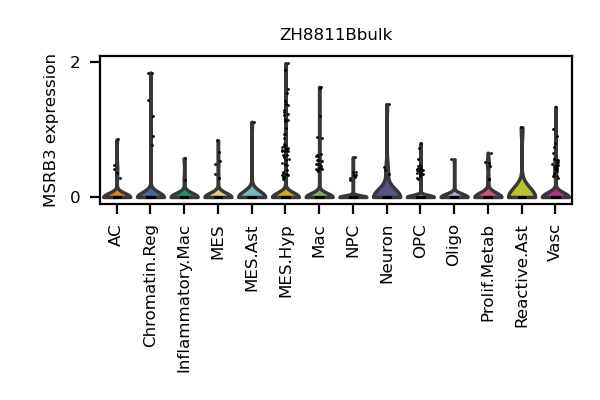 ZH8811Bbulk
MSRB3 expression
2
0
AC
Chromatin.Reg
Inflammatory.Mac
MES
MES.Ast
MES.Hyp
Mac
NPC
Neuron
OPC
Oligo
Prolif.Metab
Reactive.Ast
Vasc